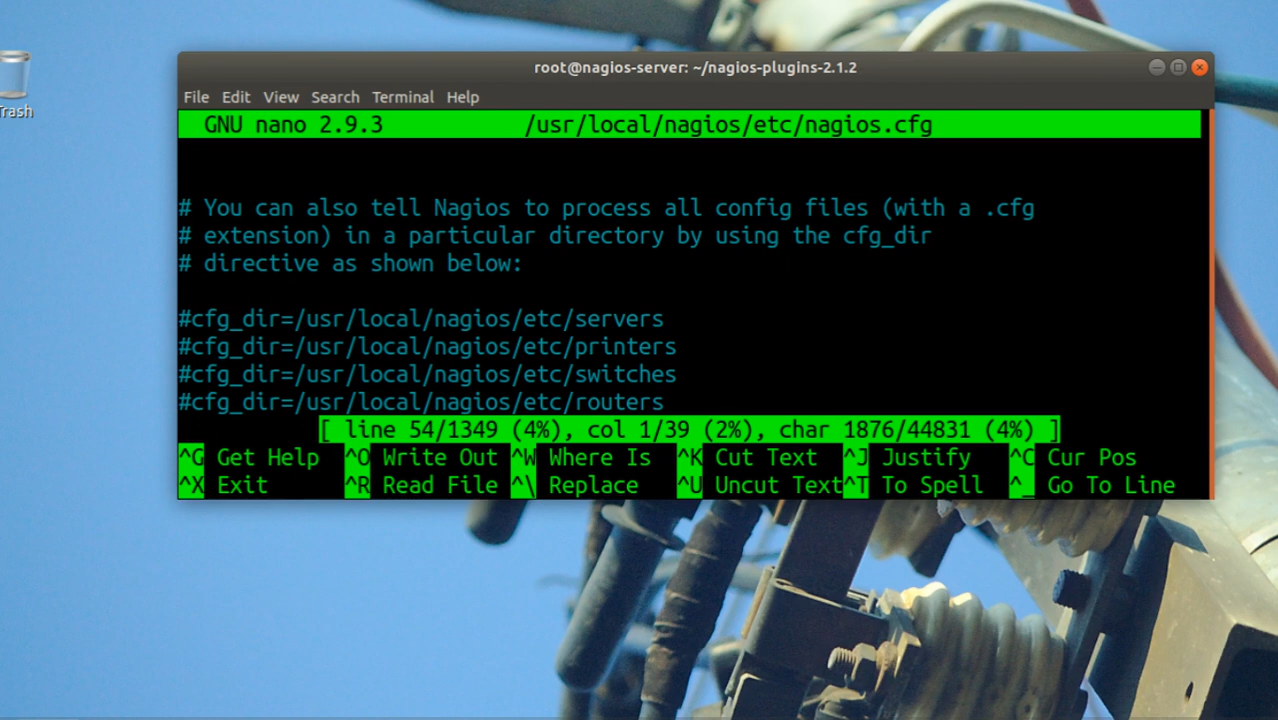 root@nagios-server: ~/nagios-plugins-2.1.2
Trash
File Edit View Search Terminal Help
GNU nano 2.9.3 /usr/local/nagios/etc/nagios.cfg
# You can also tell Nagios to process all config files (with a .cfg
# extension) in a particular directory by using the cfg_dir
# directive as shown below:
#cfg_dir=/usr/local/nagios/etc/servers
#cfg_dir=/usr/local/nagios/etc/printers
#cfg_dir=/usr/local/nagios/etc/switches
#cfg_dir=/usr/local/nagios/etc/routers
[ line 54/1349 (4%), col 1/39 (2%), char 1876/44831 (4%) ]
^G Get Help ^O Write Out ^W Where Is ^K Cut Text ^J Justify ^C Cur Pos
^X Exit ^R Read File ^\ Replace ^U Uncut Text ^T To Spell ^_ Go To Line